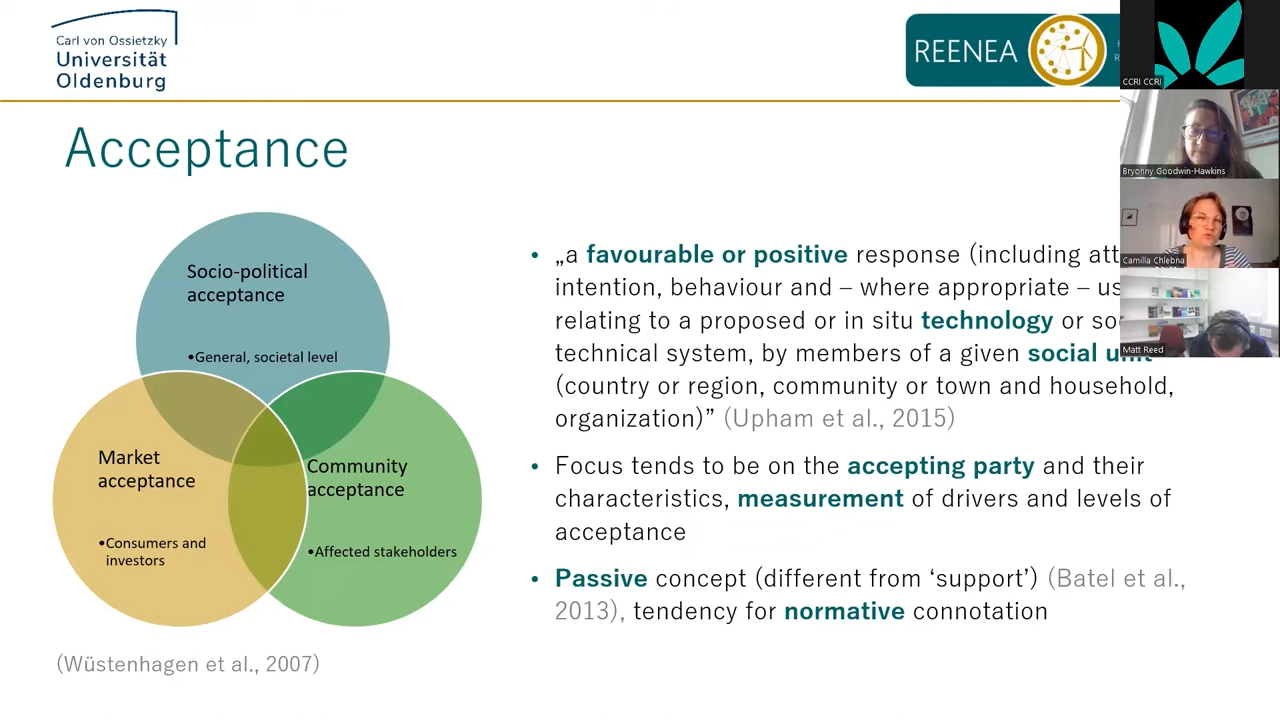 Carl von Ossietzky
Universität
Oldenburg
REENEA
CCRI CCRI
Bryonny Goodwin-Hawkins
Camilla Chlebna
Matt Reed
Acceptance
Socio-political
acceptance
•General, societal level
Market
acceptance
•Consumers and
investors
Community
acceptance
•Affected stakeholders
(Wüstenhagen et al., 2007)
• „a favourable or positive response (including
intention, behaviour and – where appropriate –
relating to a proposed or in situ technology or
technical system, by members of a given social
(country or region, community or town and household,
organization)” (Upham et al., 2015)
• Focus tends to be on the accepting party and their
characteristics, measurement of drivers and levels of
acceptance
• Passive concept (different from ‘support’) (Batel et al.,
2013), tendency for normative connotation